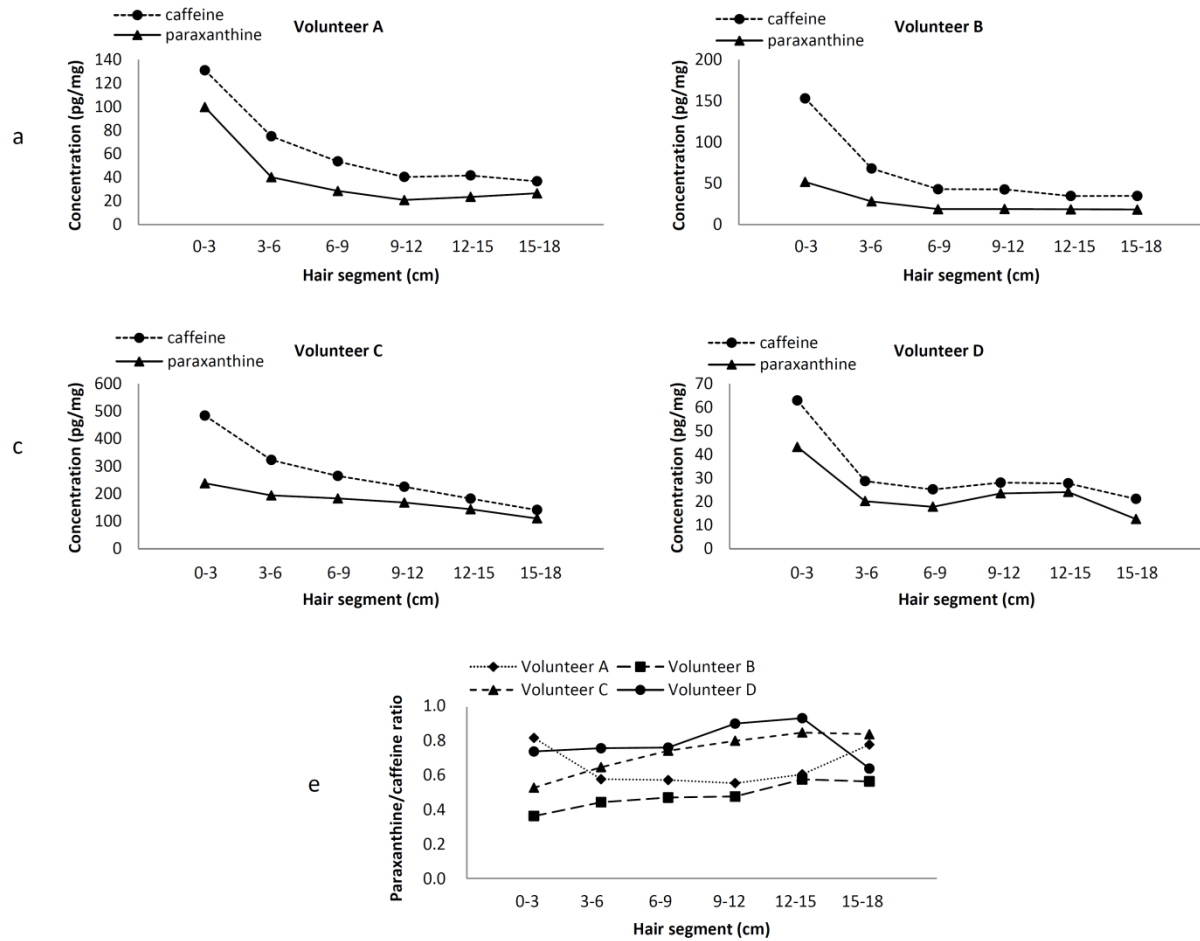 a
caffeine
paraxanthine
Volunteer A
Concentration (pg/mg)
140
120
100
80
60
40
20
0
0-3 3-6 6-9 9-12 12-15 15-18
Hair segment (cm)
caffeine
paraxanthine
Volunteer B
Concentration (pg/mg)
200
150
100
50
0
0-3 3-6 6-9 9-12 12-15 15-18
Hair segment (cm)
c
caffeine
paraxanthine
Volunteer C
Concentration (pg/mg)
600
500
400
300
200
100
0
0-3 3-6 6-9 9-12 12-15 15-18
Hair segment (cm)
caffeine
paraxanthine
Volunteer D
Concentration (pg/mg)
70
60
50
40
30
20
10
0
0-3 3-6 6-9 9-12 12-15 15-18
Hair segment (cm)
e
Volunteer A Volunteer B
Volunteer C Volunteer D
Paraxanthine/caffeine ratio
1.0
0.8
0.6
0.4
0.2
0.0
0-3 3-6 6-9 9-12 12-15 15-18
Hair segment (cm)